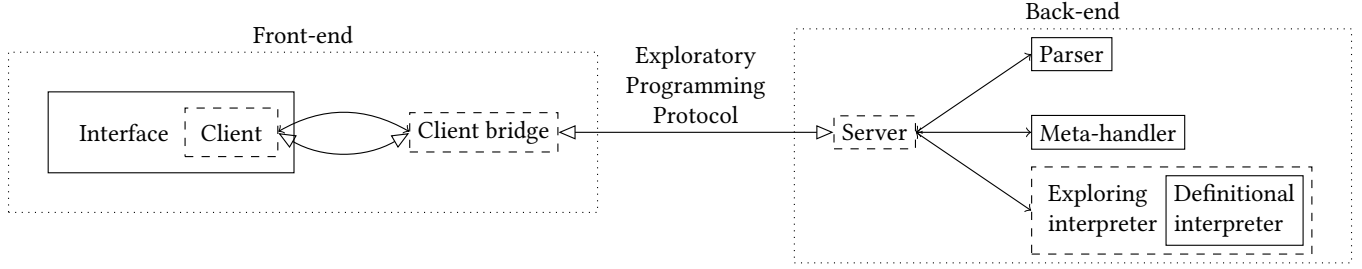 Front-end
Interface
Client
Client bridge
Exploratory
Programming
Protocol
Back-end
Server
Parser
Meta-handler
Exploring
interpreter
Definitional
interpreter